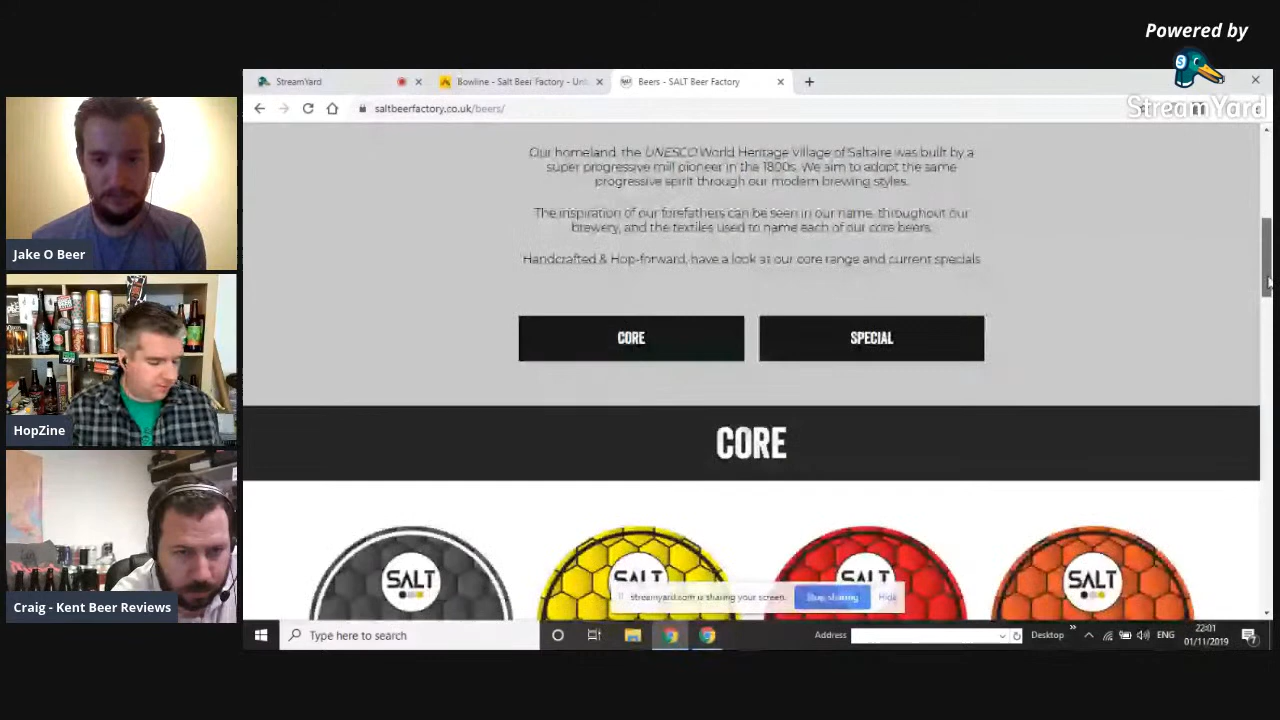 Powered by
StreamYard
StreamYard
Bowline - Salt Beer Factory - Unt
Beers - SALT Beer Factory
saltbeerfactory.co.uk/beers/
Our homeland, the UNESCO World Heritage Village of Saltaire was built by a
super progressive mill pioneer in the 1800s. We aim to adopt the same
progressive spirit through our modern brewing styles.
The inspiration of our forefathers can be seen in our name, throughout our
brewery, and the textiles used to name each of our core beers.
Handcrafted & Hop-forward, have a look at our core range and current specials
CORE
SPECIAL
CORE
SALT
SALT
SALT
SALT
streamyard.com is sharing your screen.
Stop sharing
Hide
Jake O Beer
HopZine
Craig - Kent Beer Reviews
Type here to search
Address
Desktop
ENG
22:01
01/11/2019